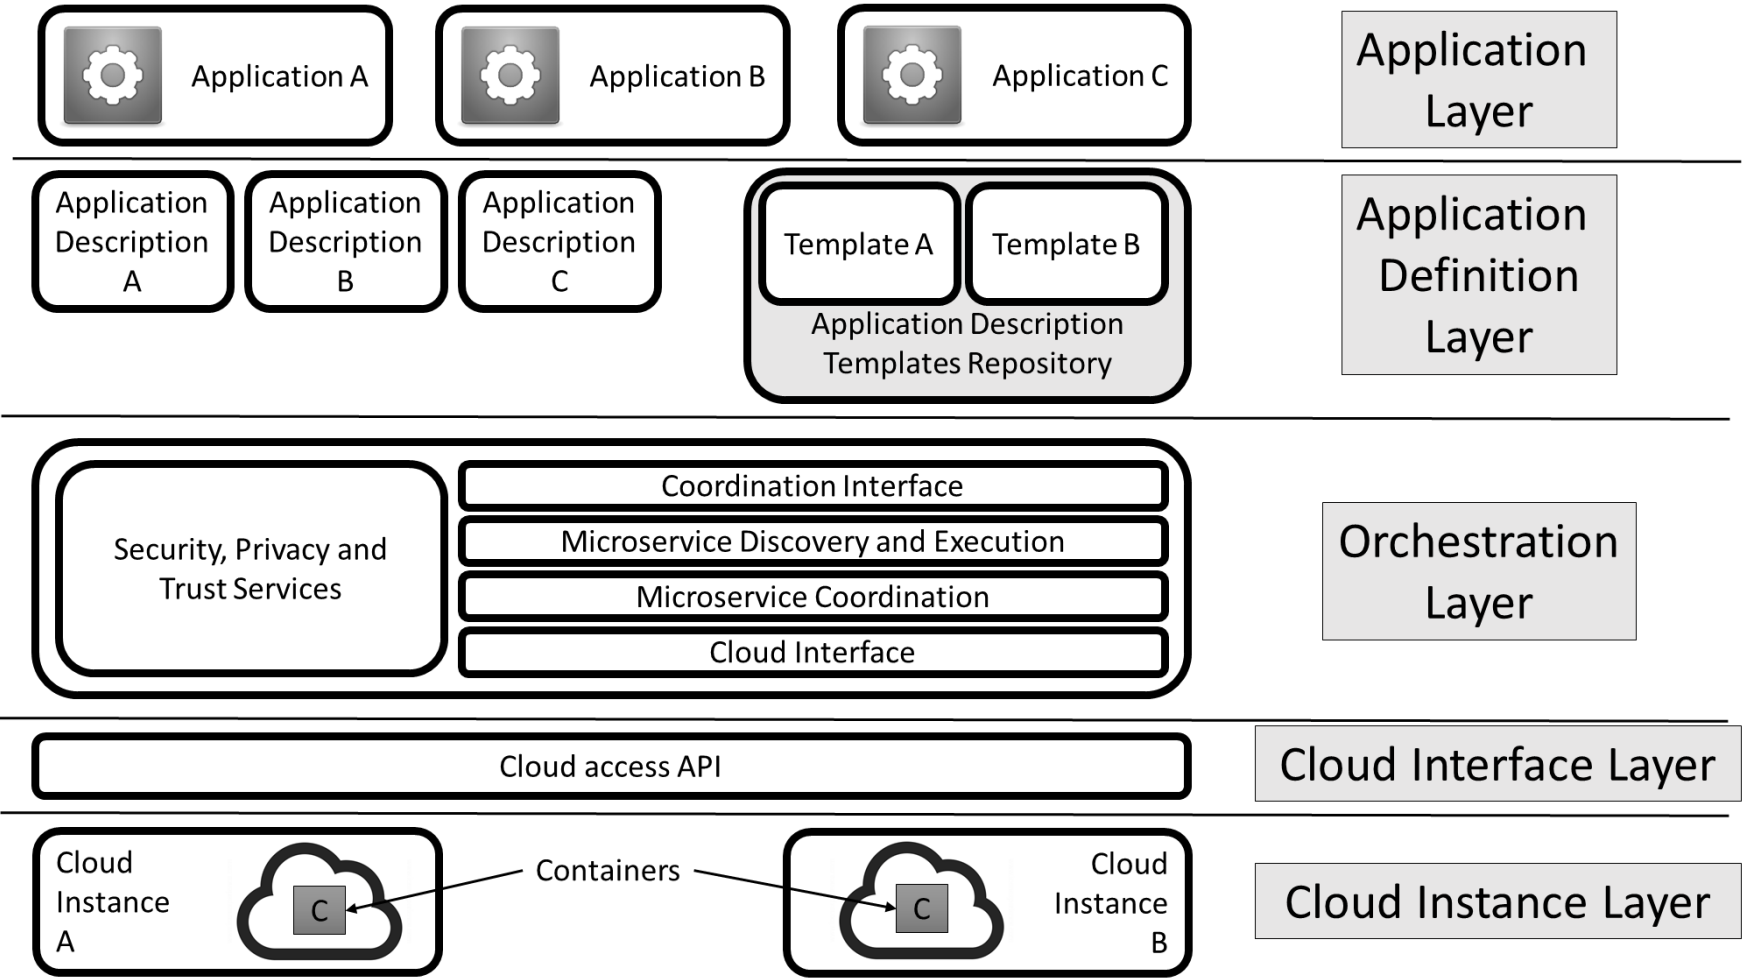 Application A
Application B
Application C
Application
Layer
Application
Description
A
Application
Description
B
Application
Description
C
Template A
Template B
Application Description
Templates Repository
Application
Definition
Layer
Security, Privacy and
Trust Services
Coordination Interface
Microservice Discovery and Execution
Microservice Coordination
Cloud Interface
Orchestration
Layer
Cloud access API
Cloud Interface Layer
Cloud
Instance
A
C
Containers
C
Cloud
Instance
B
Cloud Instance Layer